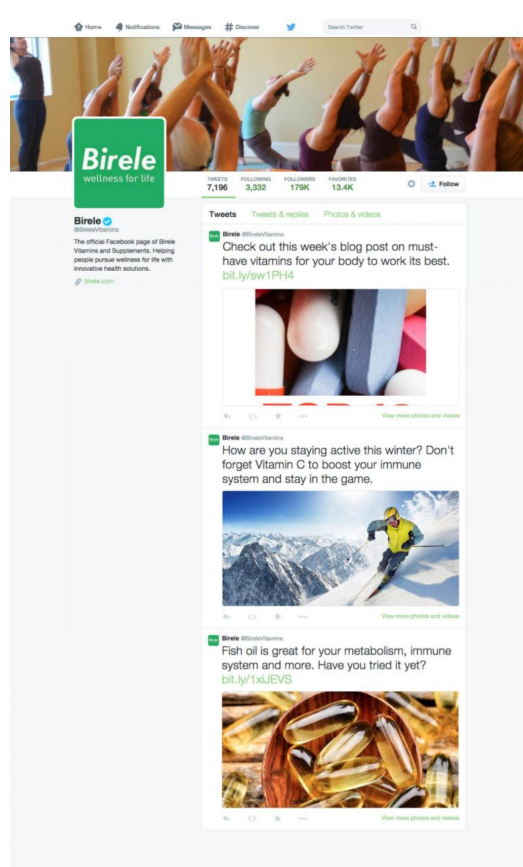 Home Notifications Messages # Discover Search Twitter
Birele
wellness for life
TWEETS FOLLOWING FOLLOWERS FAVORITES
7,196 3,332 179K 13.4K Follow
Birele
@BireleVitamins
The official Facebook page of Birele
Vitamins and Supplements. Helping
people pursue wellness for life with
innovative health solutions.
birele.com
Tweets Tweets & replies Photos & videos
Birele @BireleVitamins
Check out this week's blog post on must-
have vitamins for your body to work its best.
bit.ly/sw1PH4
View more photos and videos
Birele @BireleVitamins
How are you staying active this winter? Don't
forget Vitamin C to boost your immune
system and stay in the game.
View more photos and videos
Birele @BireleVitamins
Fish oil is great for your metabolism, immune
system and more. Have you tried it yet?
bit.ly/1xiJEVS
View more photos and videos